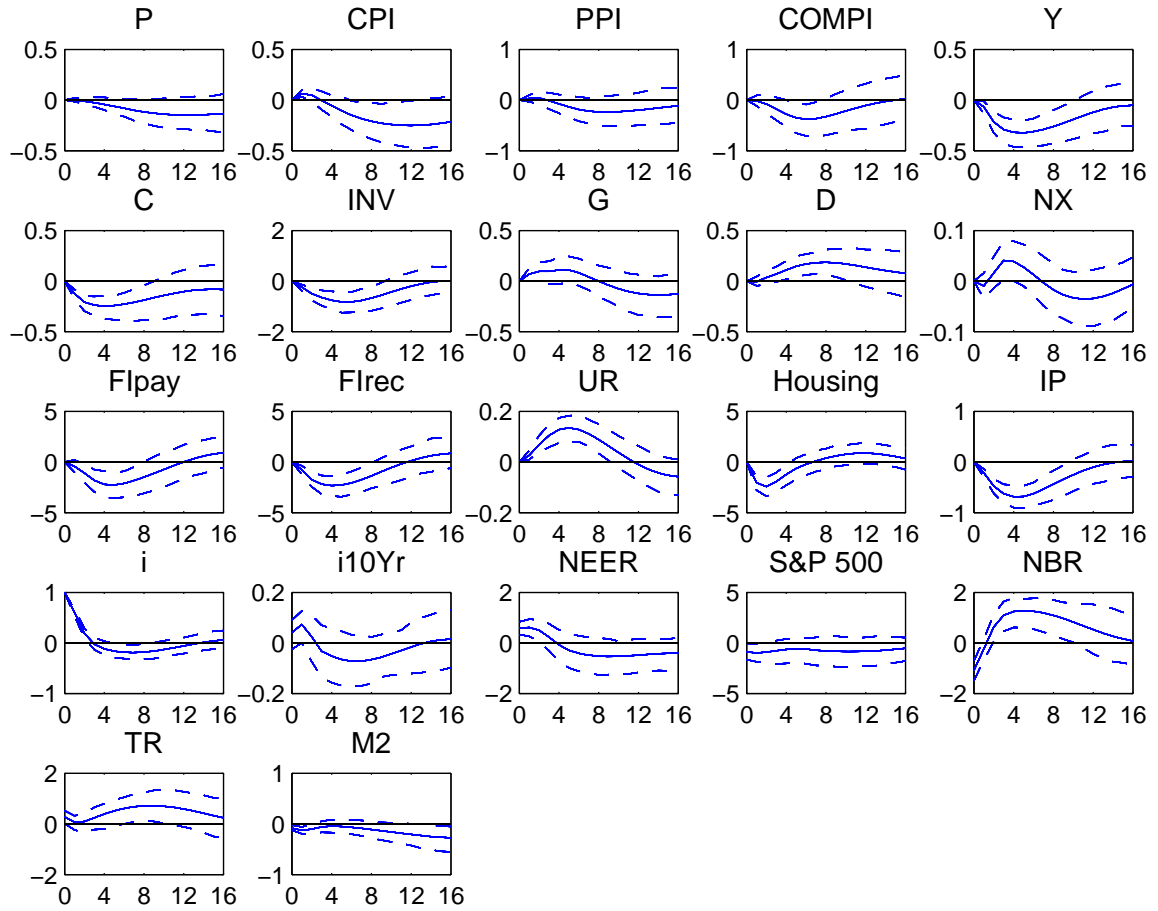 P CPI PPI COMPI Y
0.5 0.5 1 1 0.5
0 0 0 0 0
−0.5 −0.5 −1 −1 −0.5
0 4 8 12 16 0 4 8 12 16 0 4 8 12 16 0 4 8 12 16 0 4 8 12 16
C INV G D NX
0.5 2 0.5 0.5 0.1
0 0 0 0 0
−0.5 −2 −0.5 −0.5 −0.1
0 4 8 12 16 0 4 8 12 16 0 4 8 12 16 0 4 8 12 16 0 4 8 12 16
FIpay FIrec UR Housing IP
5 5 0.2 5 1
0 0 0 0 0
−5 −5 −0.2 −5 −1
0 4 8 12 16 0 4 8 12 16 0 4 8 12 16 0 4 8 12 16 0 4 8 12 16
i i10Yr NEER S&P 500 NBR
1 0.2 2 5 2
0 0 0 0 0
−1 −0.2 −2 −5 −2
0 4 8 12 16 0 4 8 12 16 0 4 8 12 16 0 4 8 12 16 0 4 8 12 16
TR M2
2 1
0 0
−2 −1
0 4 8 12 16 0 4 8 12 16